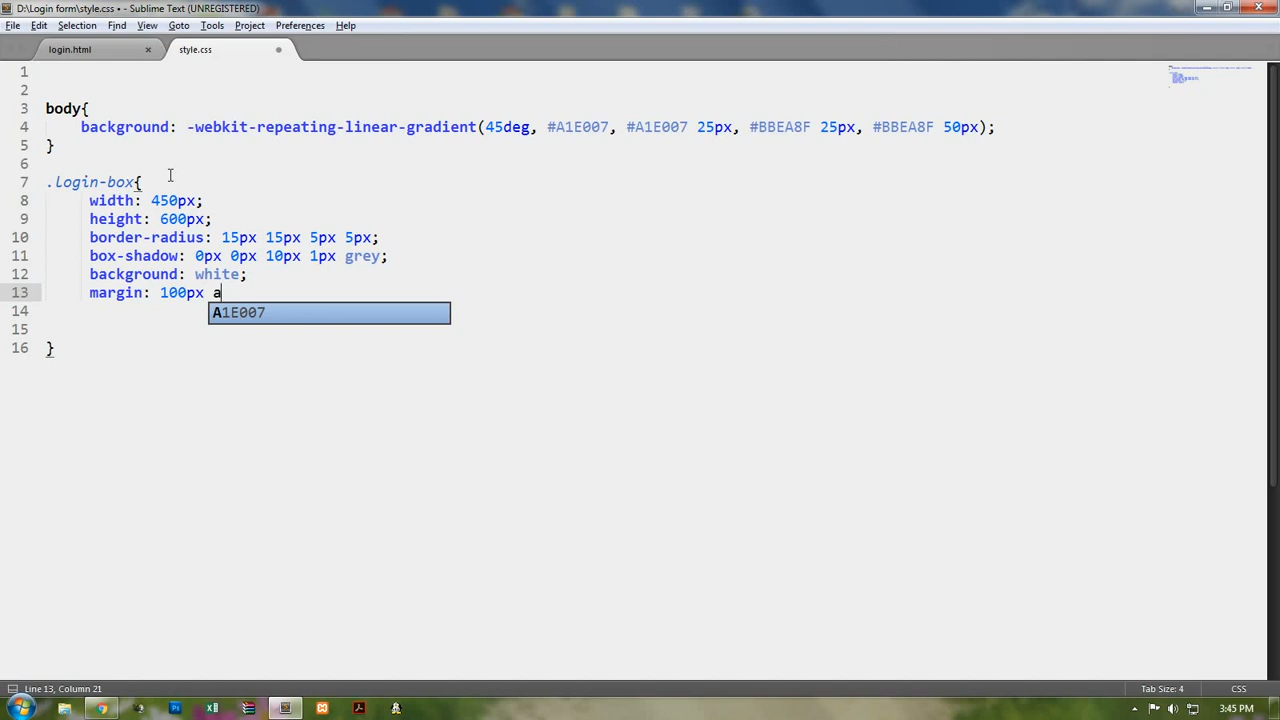 D:\Login form\style.css • - Sublime Text (UNREGISTERED)
File Edit Selection Find View Goto Tools Project Preferences Help
login.html × style.css
1
2
3 body{
4 background: -webkit-repeating-linear-gradient(45deg, #A1E007, #A1E007 25px, #BBEA8F 25px, #BBEA8F 50px);
5 }
6
7 .login-box{
8 width: 450px;
9 height: 600px;
10 border-radius: 15px 15px 5px 5px;
11 box-shadow: 0px 0px 10px 1px grey;
12 background: white;
13 margin: 100px a
A1E007
14
15
16 }
Line 13, Column 21 Tab Size: 4 CSS
3:45 PM